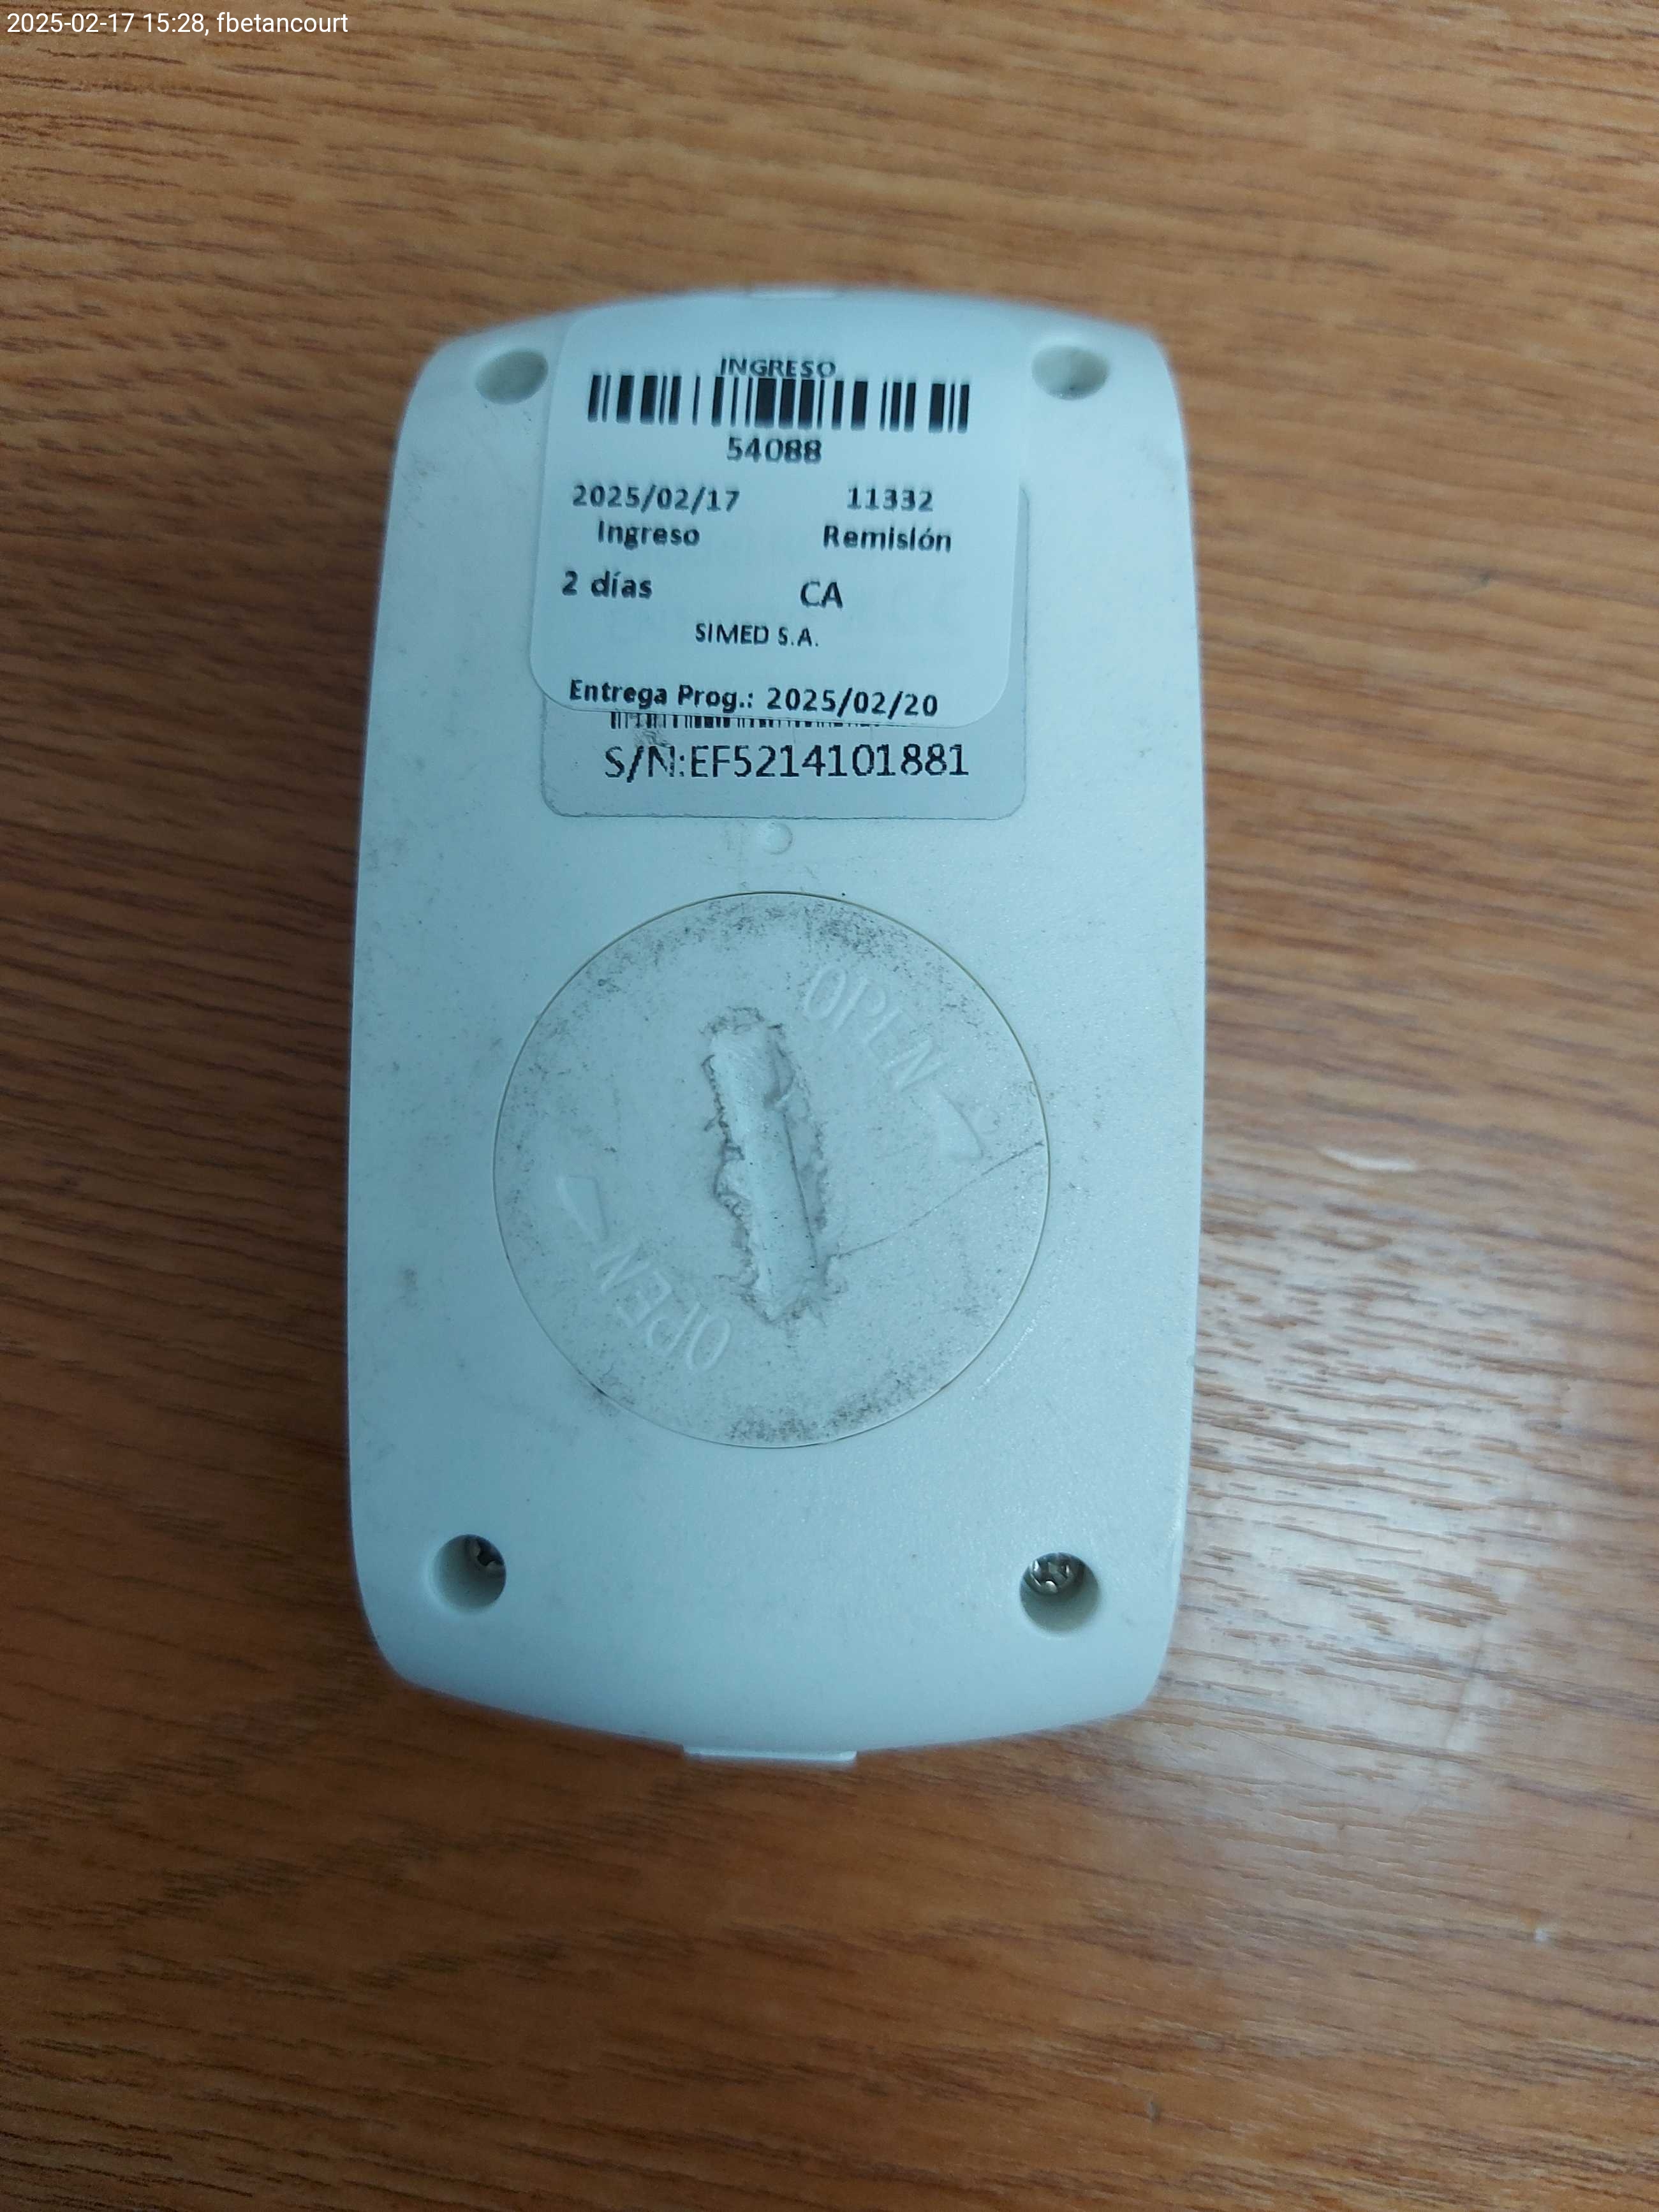 2025-02-17 15:28, fbetancourt
INGRESO
54088
2025/02/17 11332
Ingreso Remisión
2 días CA
SIMED S.A.
Entrega Prog.: 2025/02/20
S/N:EF5214101881
OPEN
OPEN